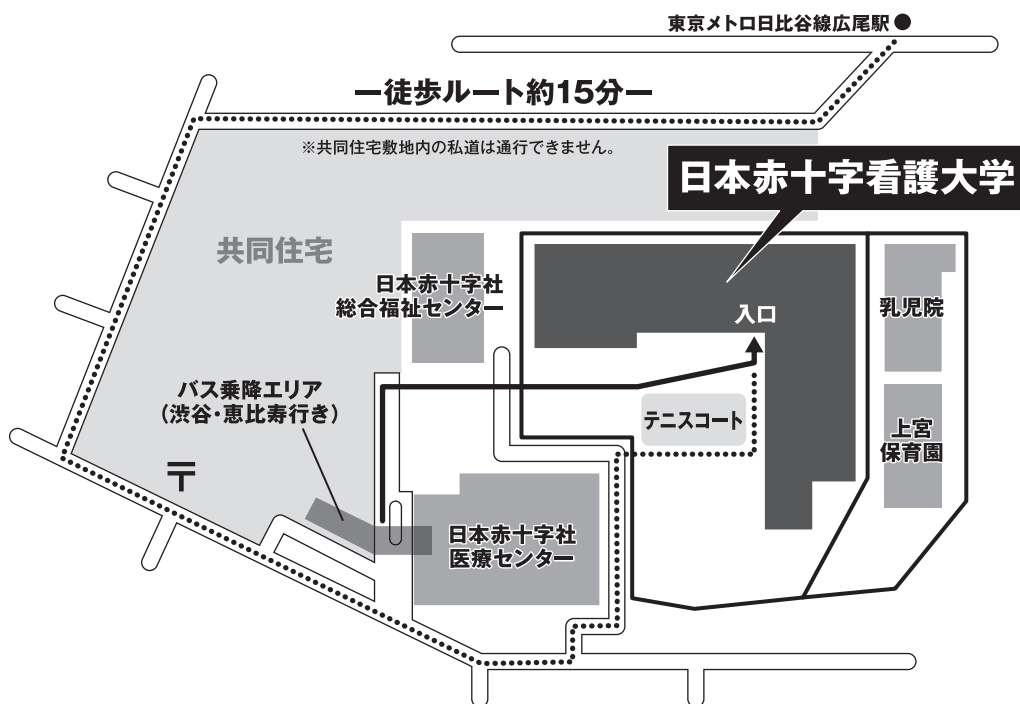 東京メトロ日比谷線広尾駅
ー徒歩ルート約15分ー
※共同住宅敷地内の私道は通行できません。
日本赤十字看護大学
共同住宅
日本赤十字社
総合福祉センター
入口
乳児院
バス乗降エリア
（渋谷・恵比寿行き）
テニスコート
上宮
保育園
〒
日本赤十字社
医療センター